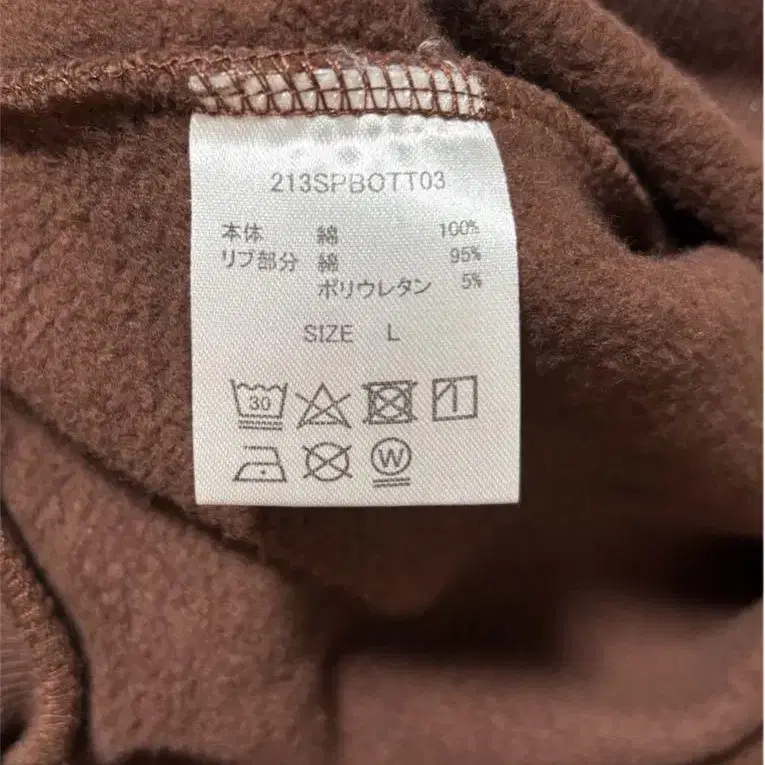 213SPBOTT03
本体 綿 100%
リブ部分 綿 95%
ポリウレタン 5%
SIZE L
30
W